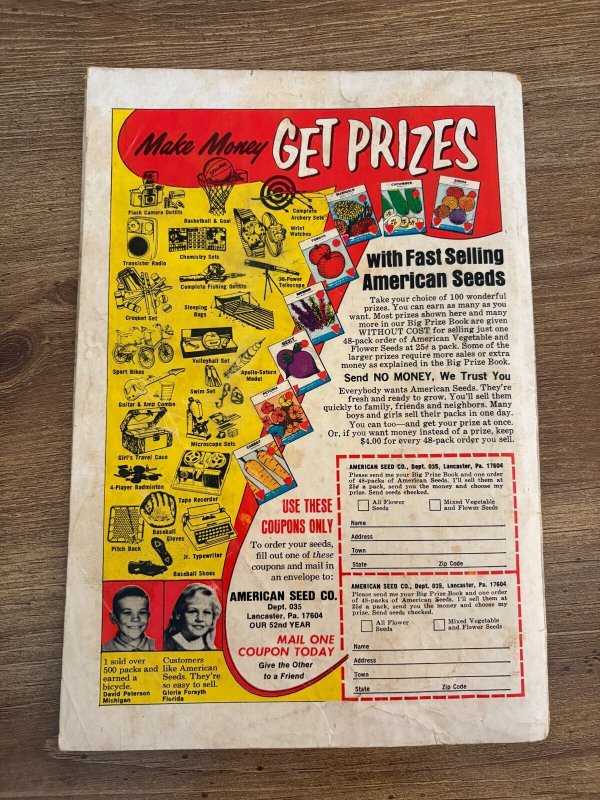 Make Money GET PRIZES
Flash Camera Outfits
Basketball & Goal
Complete
Archery Sets
Wrist
Watches
Transistor Radio
Chemistry Sets
Complete Fishing Outfits
Telescope
Croquet Set
Sleeping
Bags
Volleyball Set
Apollo-Saturn
Model
Sport Bikes
Swim Set
Guitar & Amp Combo
Microscope Sets
Girl's Travel Case
4-Player Badminton
Tape Recorder
Baseball
Gloves
Pitch Back
Jr. Typewriter
Baseball Shoes
MARIGOLD
CUCUMBER
ZINNIA
TOMATO
BEETS
PETUNIA
CARROT
with Fast Selling
American Seeds
Take your choice of 100 wonderful
prizes. You can earn as many as you
want. Most prizes shown here and many
more in our Big Prize Book are given
WITHOUT COST for selling just one
48-pack order of American Vegetable and
Flower Seeds at 25¢ a pack. Some of the
larger prizes require more sales or extra
money as explained in the Big Prize Book.
Send NO MONEY, We Trust You
Everybody wants American Seeds. They're
fresh and ready to grow. You'll sell them
quickly to family, friends and neighbors. Many
boys and girls sell their packs in one day.
You can too—and get your prize at once.
Or, if you want money instead of a prize, keep
$4.00 for every 48-pack order you sell.
USE THESE
COUPONS ONLY
To order your seeds,
fill out one of these
coupons and mail in
an envelope to:
AMERICAN SEED CO.
Dept. 035
Lancaster, Pa. 17604
OUR 52nd YEAR
MAIL ONE
COUPON TODAY
Give the Other
to a Friend
AMERICAN SEED CO., Dept. 035, Lancaster, Pa. 17604
Please send me your Big Prize Book and one order
of 48-packs of American Seeds. I'll sell them at
25¢ a pack, send you the money and choose my
prize. Send seeds checked.
All Flower
Seeds
Mixed Vegetable
and Flower Seeds
Name
Address
Town
State Zip Code
AMERICAN SEED CO., Dept. 035, Lancaster, Pa. 17604
Please send me your Big Prize Book and one order
of 48-packs of American Seeds. I'll sell them at
25¢ a pack, send you the money and choose my
prize. Send seeds checked.
All Flower
Seeds
Mixed Vegetable
and Flower Seeds
Name
Address
Town
State Zip Code
I sold over
500 packs and
earned a
bicycle.
David Peterson
Michigan
Customers
like American
Seeds. They're
so easy to sell.
Gloria Forsyth
Florida